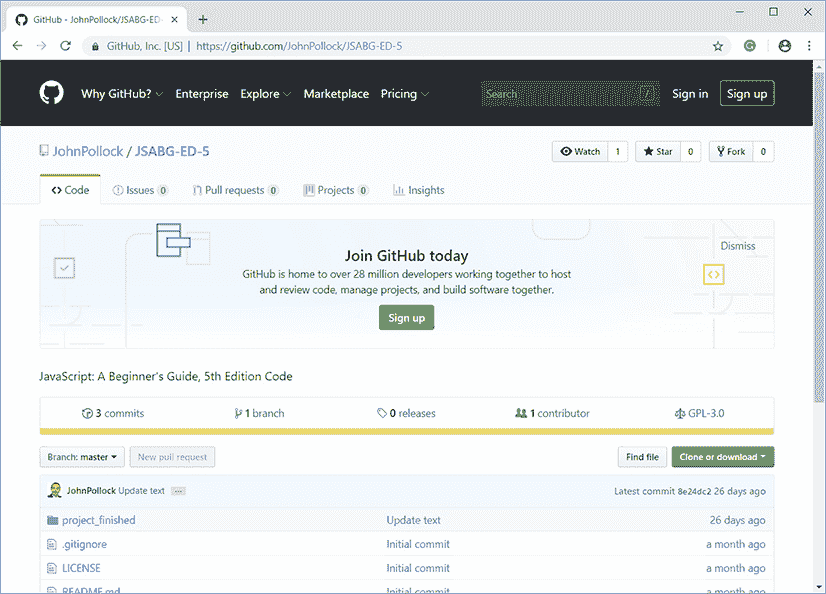 GitHub - JohnPollock/JSABG-ED-
GitHub, Inc. [US] | https://github.com/JohnPollock/JSABG-ED-5
Why GitHub? Enterprise Explore Marketplace Pricing Search / Sign in Sign up
JohnPollock / JSABG-ED-5 Watch 1 Star 0 Fork 0
<> Code Issues 0 Pull requests 0 Projects 0 Insights
Dismiss
Join GitHub today
GitHub is home to over 28 million developers working together to host
and review code, manage projects, and build software together.
Sign up
JavaScript: A Beginner's Guide, 5th Edition Code
3 commits 1 branch 0 releases 1 contributor GPL-3.0
Branch: master New pull request Find file Clone or download
JohnPollock Update text ... Latest commit 8e24dc2 26 days ago
project_finished Update text 26 days ago
.gitignore Initial commit a month ago
LICENSE Initial commit a month ago
README.md Initial commit a month ago